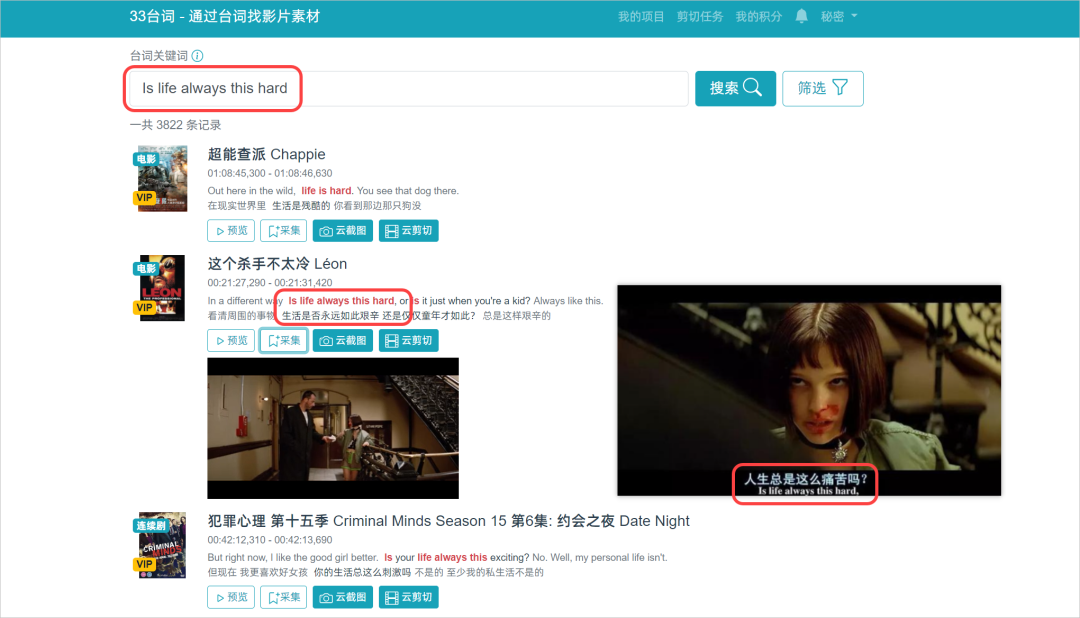 33台词 - 通过台词找影片素材
我的项目 剪切任务 我的积分 秘密
台词关键词
Is life always this hard
搜索
筛选
一共 3822 条记录
电影
VIP
超能查派 Chappie
01:08:45,300 - 01:08:46,630
Out here in the wild, life is hard. You see that dog there.
在现实世界里 生活是残酷的 你看到那边那只狗没
预览 采集 云截图 云剪切
电影
LEON
THE PROFESSIONAL
VIP
这个杀手不太冷 Léon
00:21:27,290 - 00:21:31,420
In a different way Is life always this hard, or is it just when you're a kid? Always like this.
看清周围的事物 生活是否永远如此艰辛 还是仅仅童年才如此? 总是这样艰辛的
预览 采集 云截图 云剪切
人生总是这么痛苦吗?
Is life always this hard,
连续剧
CRIMINAL
MINDS
VIP
犯罪心理 第十五季 Criminal Minds Season 15 第6集: 约会之夜 Date Night
00:42:12,310 - 00:42:13,690
But right now, I like the good girl better. Is your life always this exciting? No. Well, my personal life isn't.
但现在 我更喜欢好女孩 你的生活总这么刺激吗 不是的 至少我的私生活不是的
预览 采集 云截图 云剪切